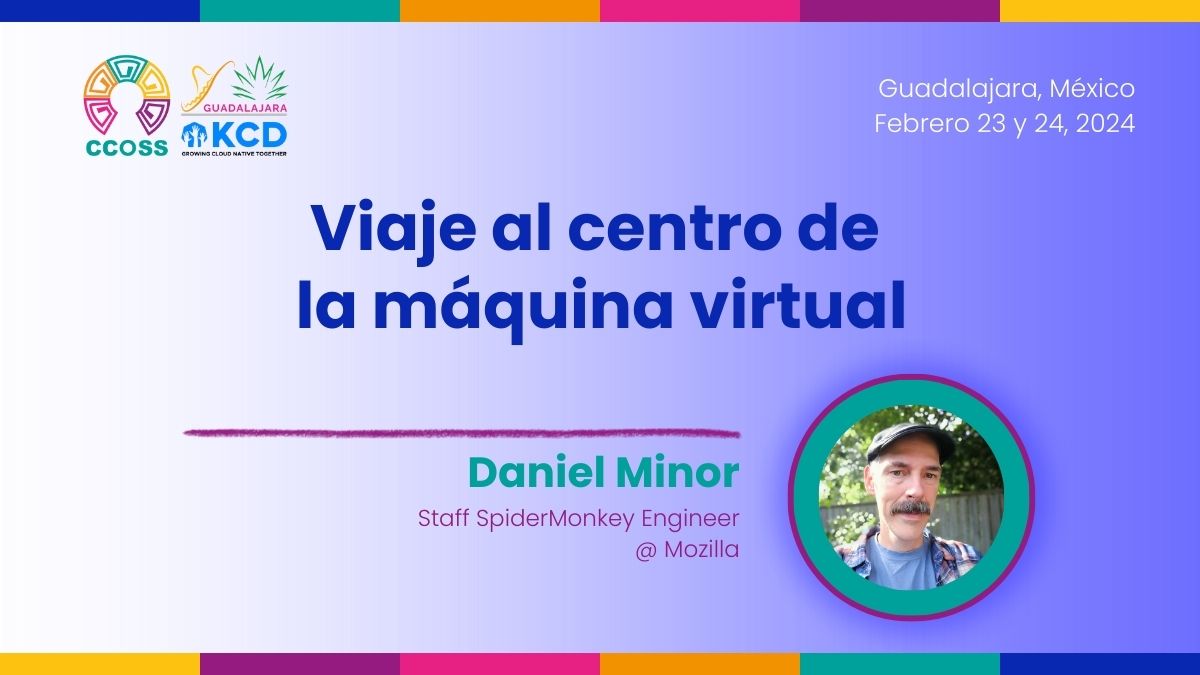 CCOSS
GUADALAJARA
KCD
GROWING CLOUD NATIVE TOGETHER
Guadalajara, México
Febrero 23 y 24, 2024
Viaje al centro de
la máquina virtual
Daniel Minor
Staff SpiderMonkey Engineer
@ Mozilla